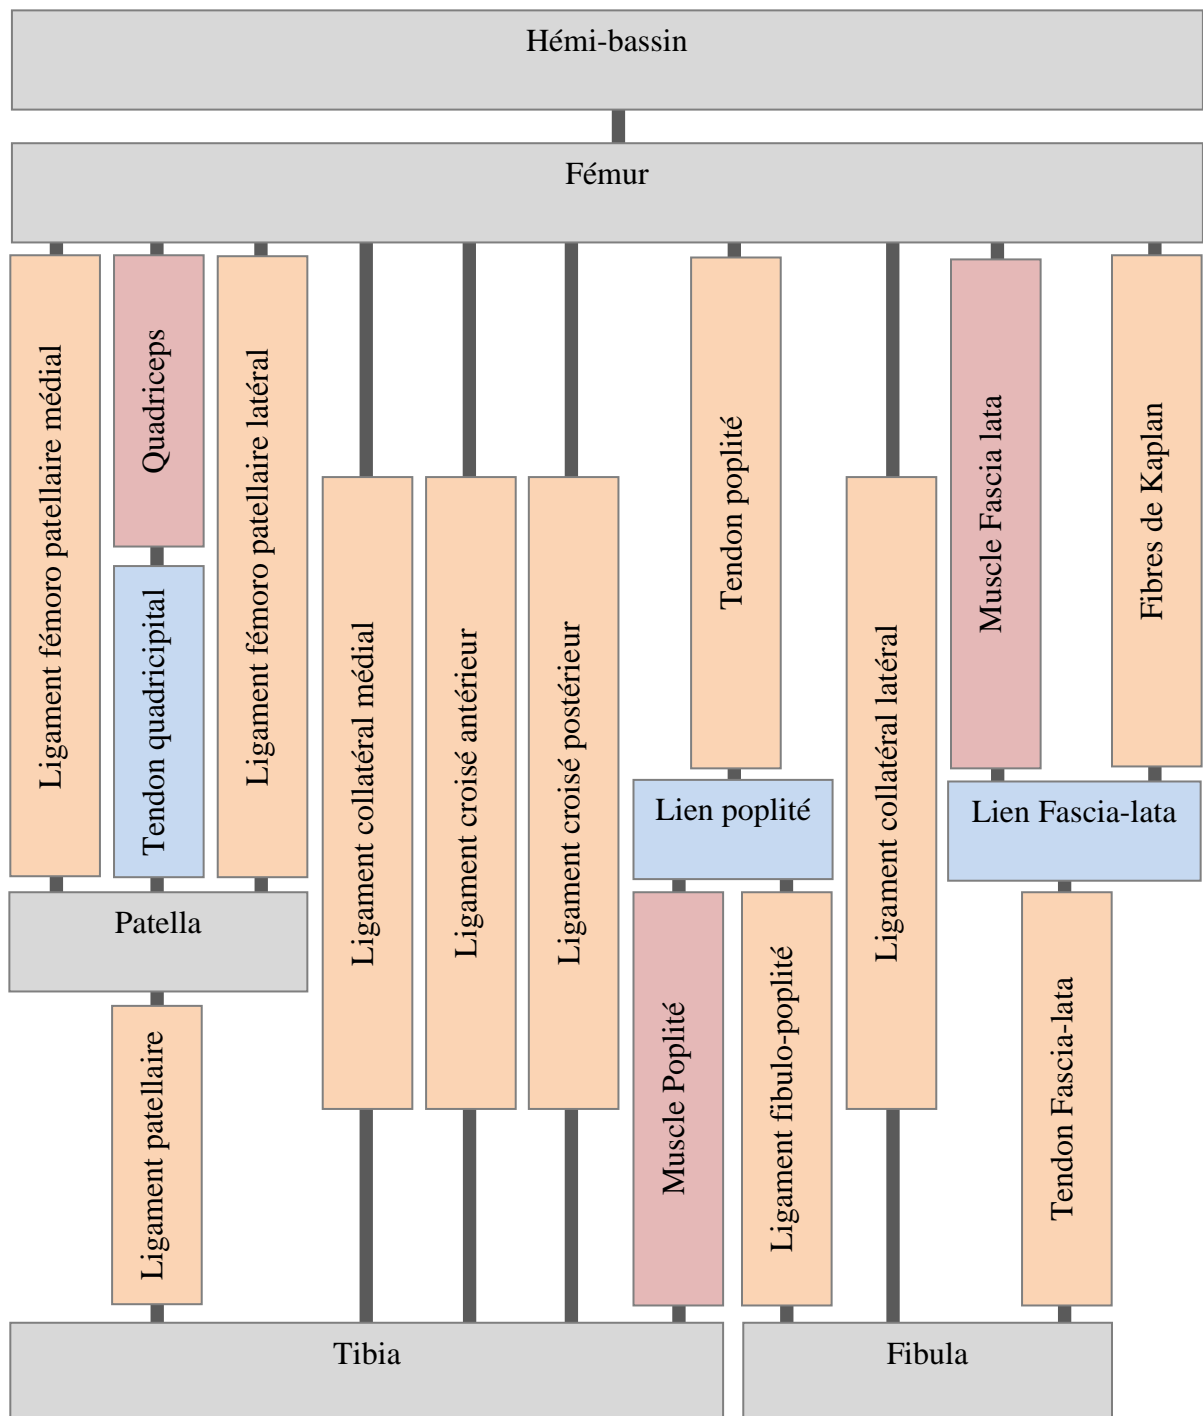 Hémi-bassin
Fémur
Ligament fémoro patellaire médial
Quadriceps
Tendon quadricipital
Ligament fémoro patellaire latéral
Ligament collatéral médial
Ligament croisé antérieur
Ligament croisé postérieur
Tendon poplité
Ligament collatéral latéral
Muscle Fascia lata
Fibres de Kaplan
Lien poplité
Lien Fascia-lata
Patella
Ligament patellaire
Muscle Poplité
Ligament fibulo-poplité
Tendon Fascia-lata
Tibia
Fibula